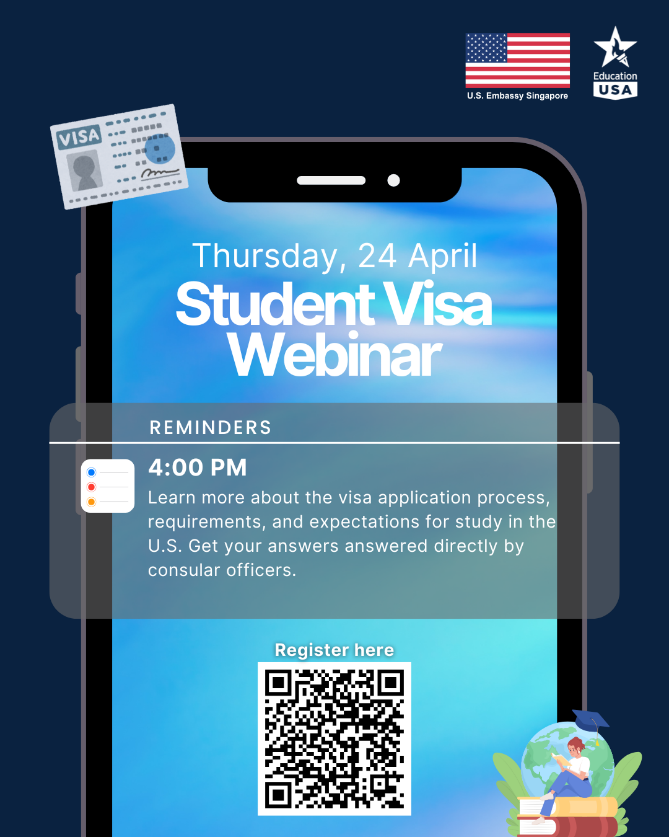 U.S. Embassy Singapore
Education
USA
VISA
Thursday, 24 April
Student Visa
Webinar
REMINDERS
4:00 PM
Learn more about the visa application process,
requirements, and expectations for study in the
U.S. Get your answers answered directly by
consular officers.
Register here